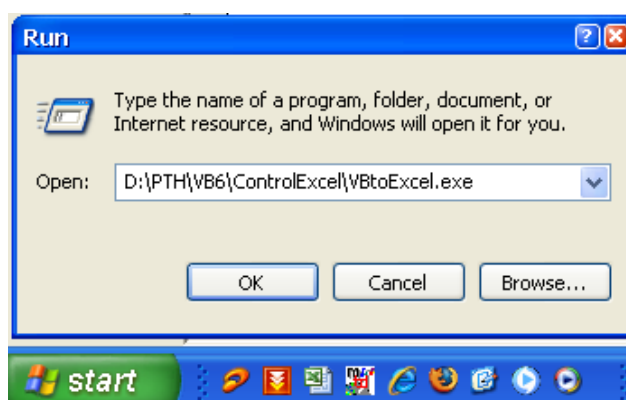 Run
Type the name of a program, folder, document, or
Internet resource, and Windows will open it for you.
Open: D:\PTH\VB6\ControlExcel\VBtoExcel.exe
OK Cancel Browse...
start